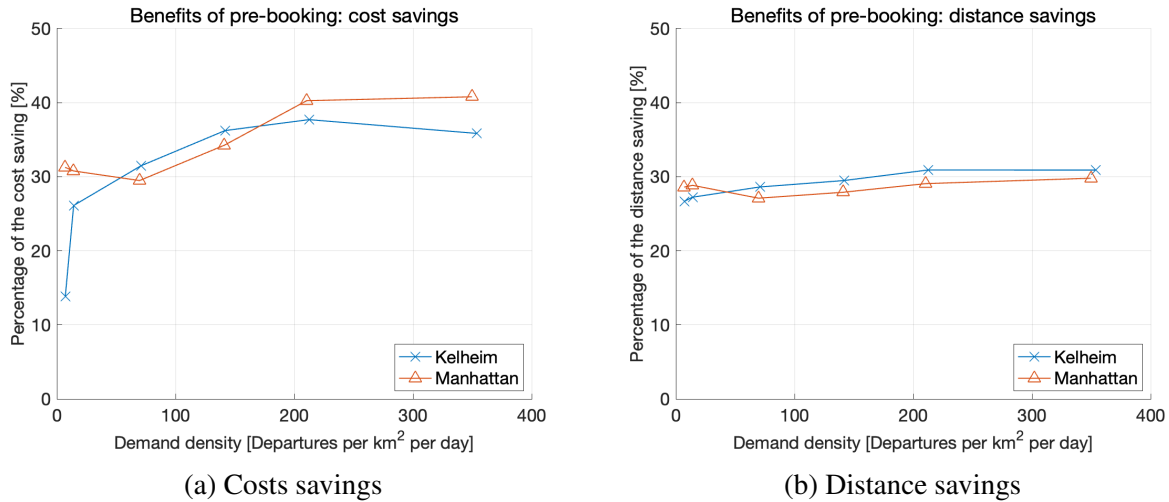 Benefits of pre-booking: cost savings
Percentage of the cost saving [%]
50
40
30
20
10
0
0 100 200 300 400
Kelheim
Manhattan
Demand density [Departures per km² per day]
(a) Costs savings
Benefits of pre-booking: distance savings
Percentage of the distance saving [%]
50
40
30
20
10
0
0 100 200 300 400
Kelheim
Manhattan
Demand density [Departures per km² per day]
(b) Distance savings